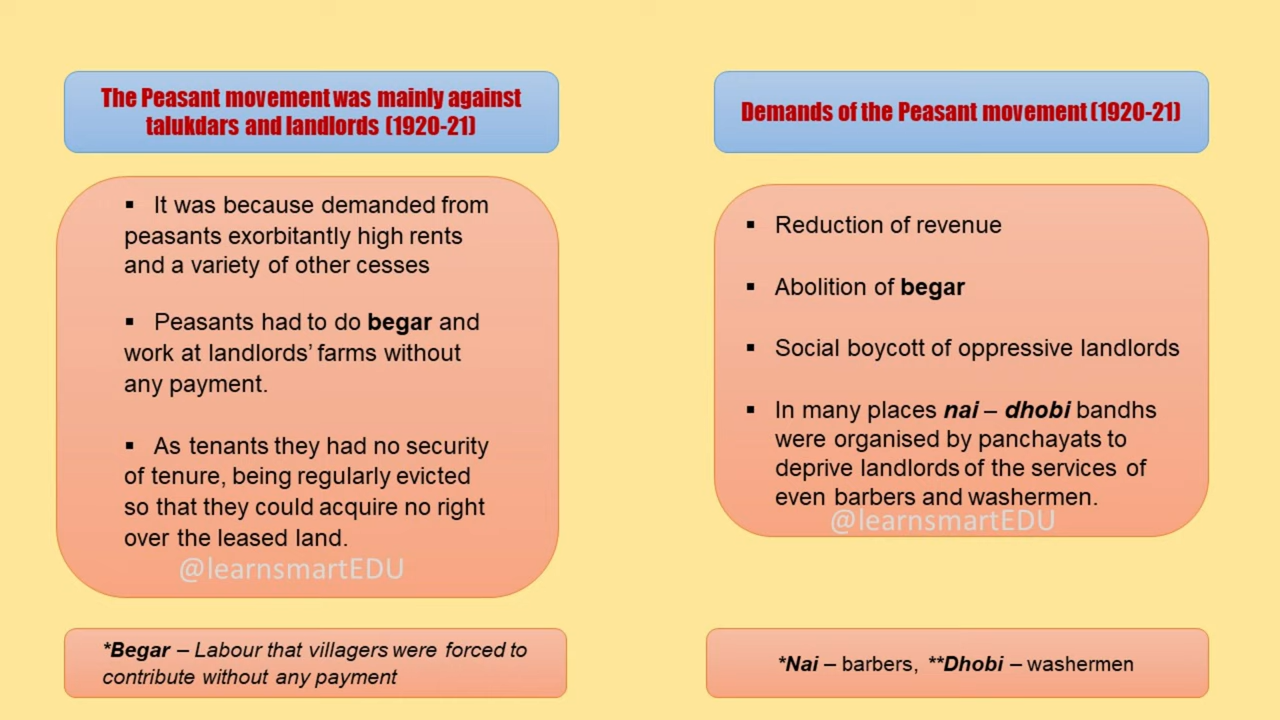 The Peasant movement was mainly against
talukdars and landlords (1920-21)
▪ It was because demanded from
peasants exorbitantly high rents
and a variety of other cesses
▪ Peasants had to do begar and
work at landlords’ farms without
any payment.
▪ As tenants they had no security
of tenure, being regularly evicted
so that they could acquire no right
over the leased land.
@learnsmartEDU
*Begar – Labour that villagers were forced to
contribute without any payment
Demands of the Peasant movement (1920-21)
▪ Reduction of revenue
▪ Abolition of begar
▪ Social boycott of oppressive landlords
▪ In many places nai – dhobi bandhs
were organised by panchayats to
deprive landlords of the services of
even barbers and washermen.
@learnsmartEDU
*Nai – barbers, **Dhobi – washermen